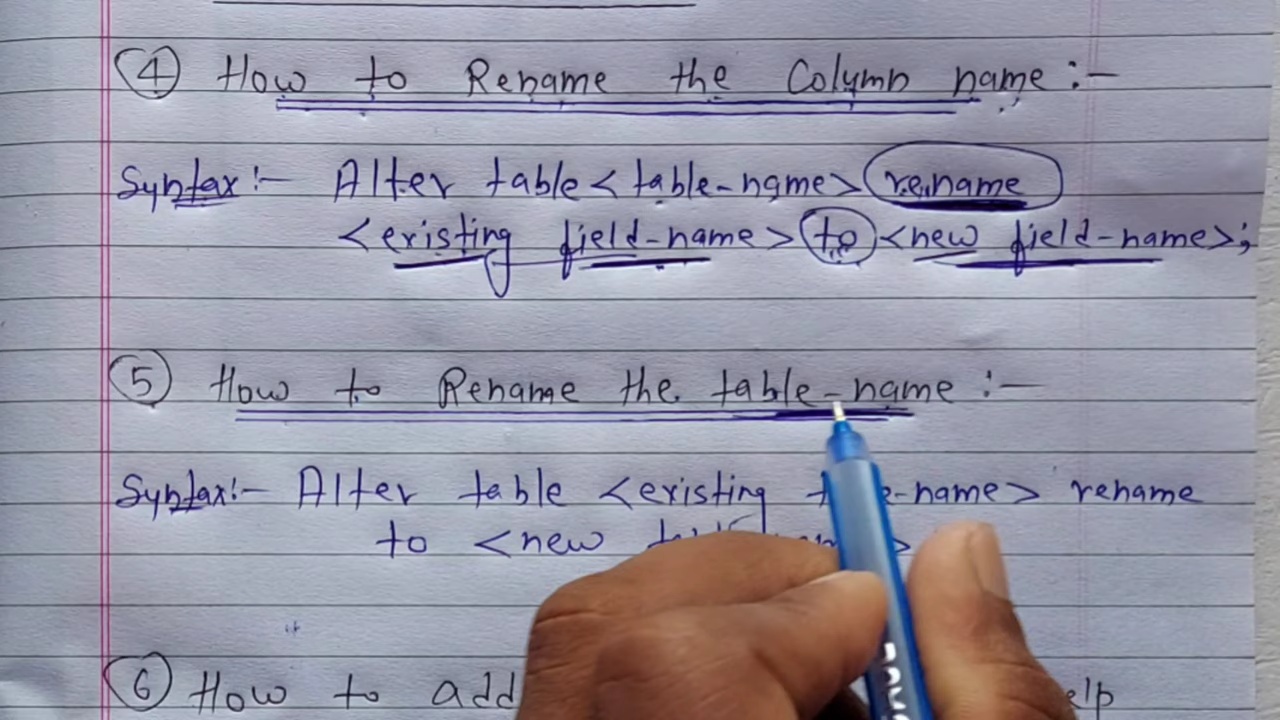 ④ How to Rename the Column name :-
Syntax :- Alter table < table-name > rename
< existing field-name > to < new field-name > ;
⑤ How to Rename the table-name :-
Syntax :- Alter table < existing -name > rename
to < new
⑥ How to add